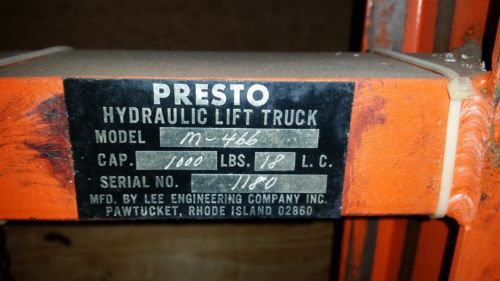 PRESTO
HYDRAULIC LIFT TRUCK
MODEL M-466
CAP. 1000 LBS. 18 L. C.
SERIAL NO. 1180
MFD. BY LEE ENGINEERING COMPANY INC.
PAWTUCKET, RHODE ISLAND 02860